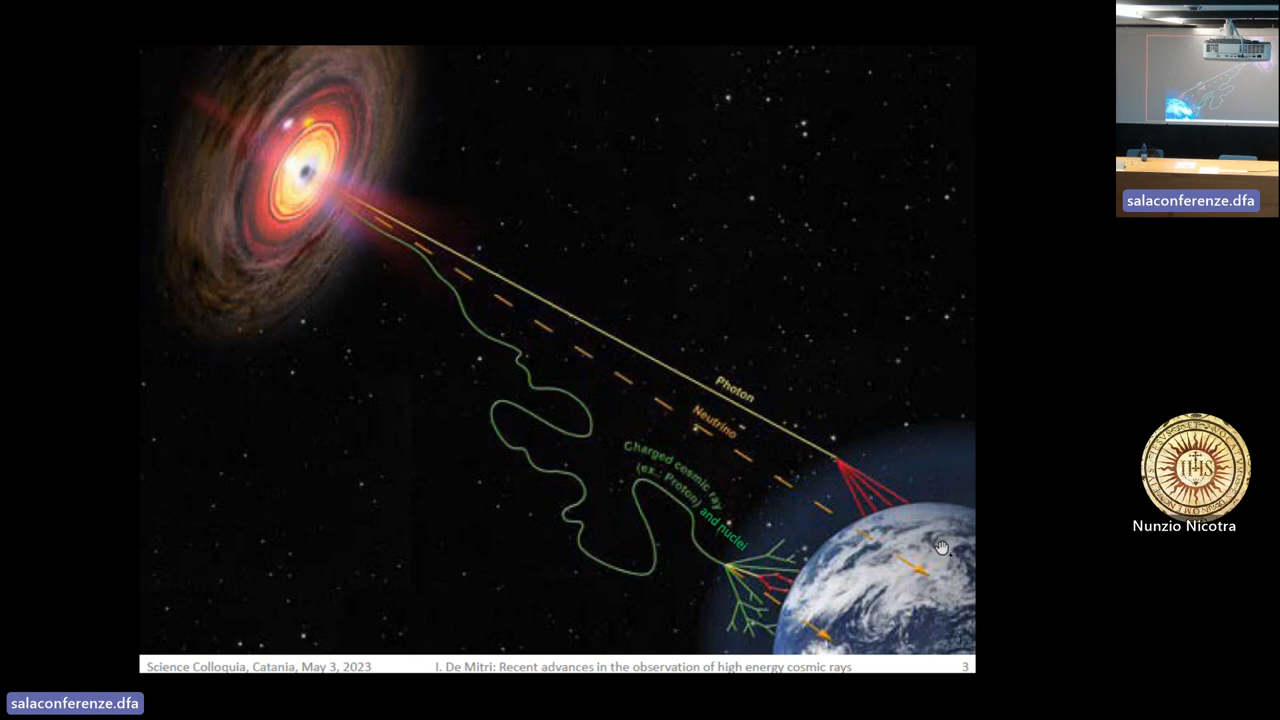 salaconferenze.dfa
Photon
Neutrino
Charged cosmic ray
(ex.: Proton) and nuclei
IHS
Nunzio Nicotra
Science Colloquia, Catania, May 3, 2023
I. De Mitri: Recent advances in the observation of high energy cosmic rays
3
salaconferenze.dfa